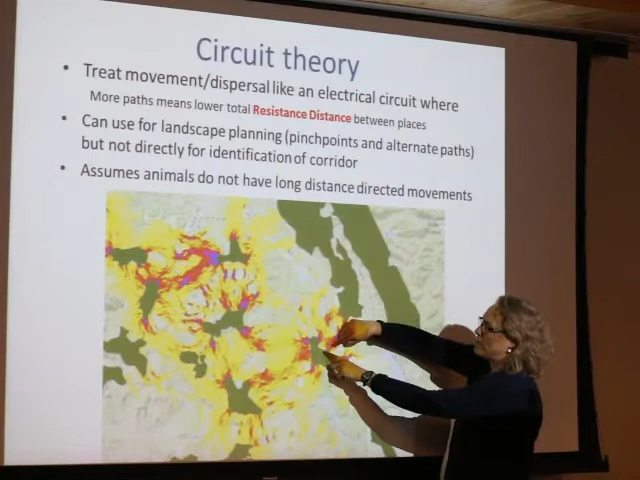 Circuit theory
• Treat movement/dispersal like an electrical circuit where
More paths means lower total Resistance Distance between places
• Can use for landscape planning (pinchpoints and alternate paths)
but not directly for identification of corridor
• Assumes animals do not have long distance directed movements